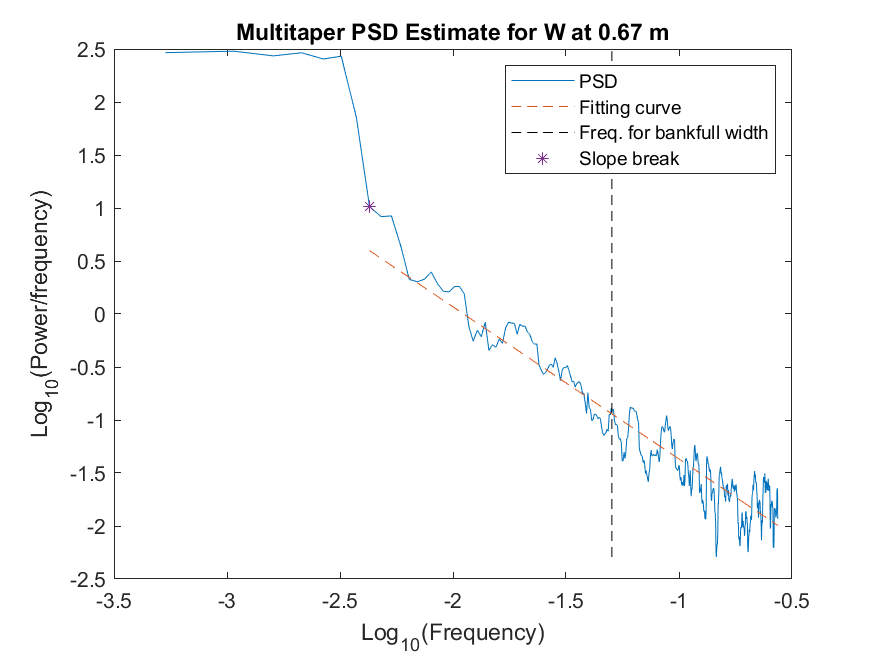 Multitaper PSD Estimate for W at 0.67 m
2.5
2
1.5
1
0.5
0
-0.5
-1
-1.5
-2
-2.5
Log10(Power/frequency)
PSD
Fitting curve
Freq. for bankfull width
Slope break
-3.5 -3 -2.5 -2 -1.5 -1 -0.5
Log10(Frequency)